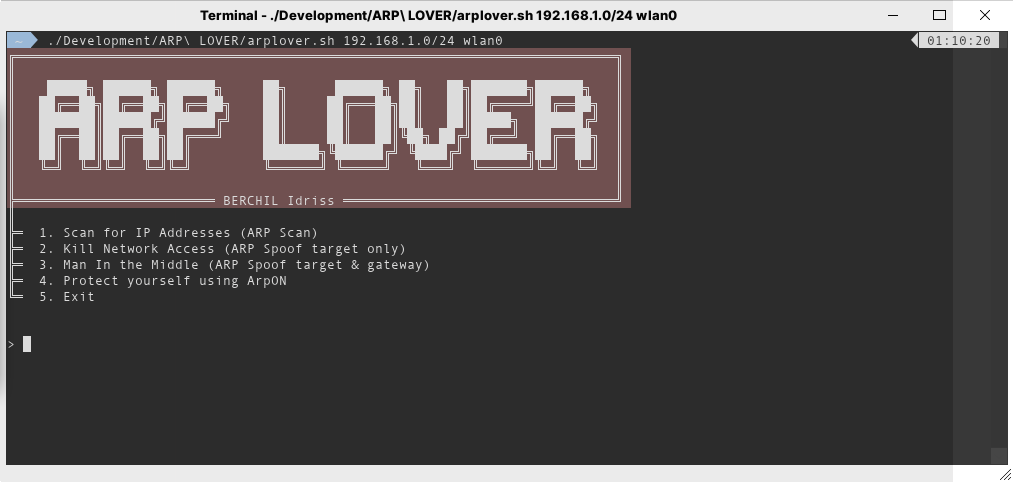 Terminal - ./Development/ARP\ LOVER/arplover.sh 192.168.1.0/24 wlan0
~ ./Development/ARP\ LOVER/arplover.sh 192.168.1.0/24 wlan0 01:10:20
ARP LOVER
BERCHIL Idriss
1. Scan for IP Addresses (ARP Scan)
2. Kill Network Access (ARP Spoof target only)
3. Man In the Middle (ARP Spoof target & gateway)
4. Protect yourself using ArpON
5. Exit
>